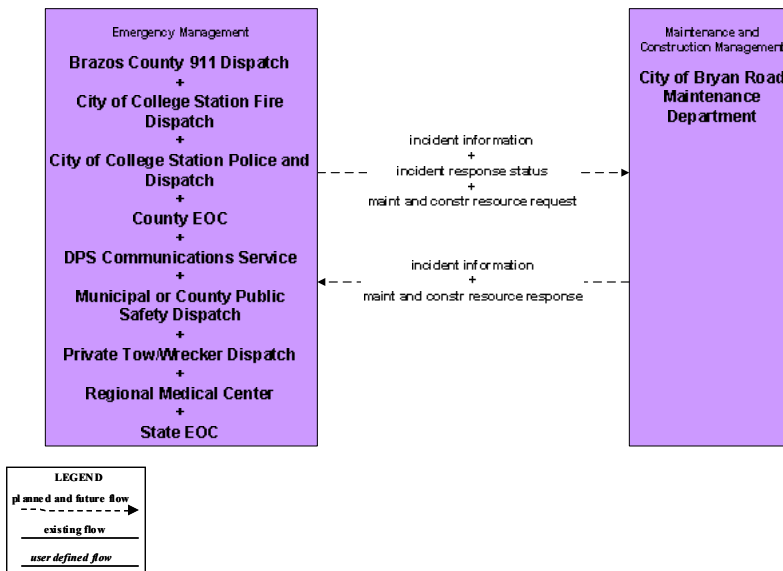 Emergency Management
Brazos County 911 Dispatch
+
City of College Station Fire
Dispatch
+
City of College Station Police and
Dispatch
+
County EOC
+
DPS Communications Service
+
Municipal or County Public
Safety Dispatch
+
Private Tow/Wrecker Dispatch
+
Regional Medical Center
+
State EOC
incident information
+
incident response status
+
maint and constr resource request
incident information
+
maint and constr resource response
Maintenance and
Construction Management
City of Bryan Road
Maintenance
Department
LEGEND
planned and future flow
existing flow
user defined flow